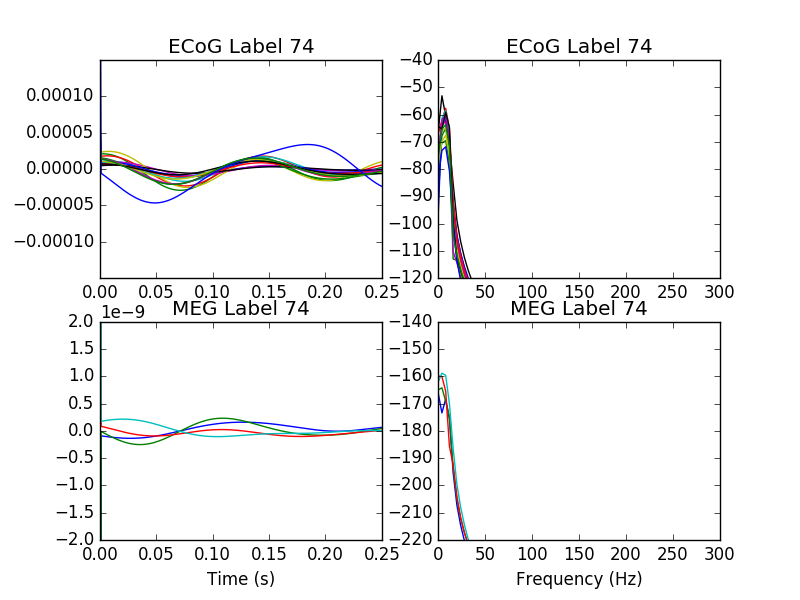 ECoG Label 74
0.00010
0.00005
0.00000
−0.00005
−0.00010
0.00 0.05 0.10 0.15 0.20 0.25
ECoG Label 74
−40
−50
−60
−70
−80
−90
−100
−110
−120
0 50 100 150 200 250 300
MEG Label 74
1e−9
2.0
1.5
1.0
0.5
0.0
−0.5
−1.0
−1.5
−2.0
0.00 0.05 0.10 0.15 0.20 0.25
Time (s)
MEG Label 74
−140
−150
−160
−170
−180
−190
−200
−210
−220
0 50 100 150 200 250 300
Frequency (Hz)